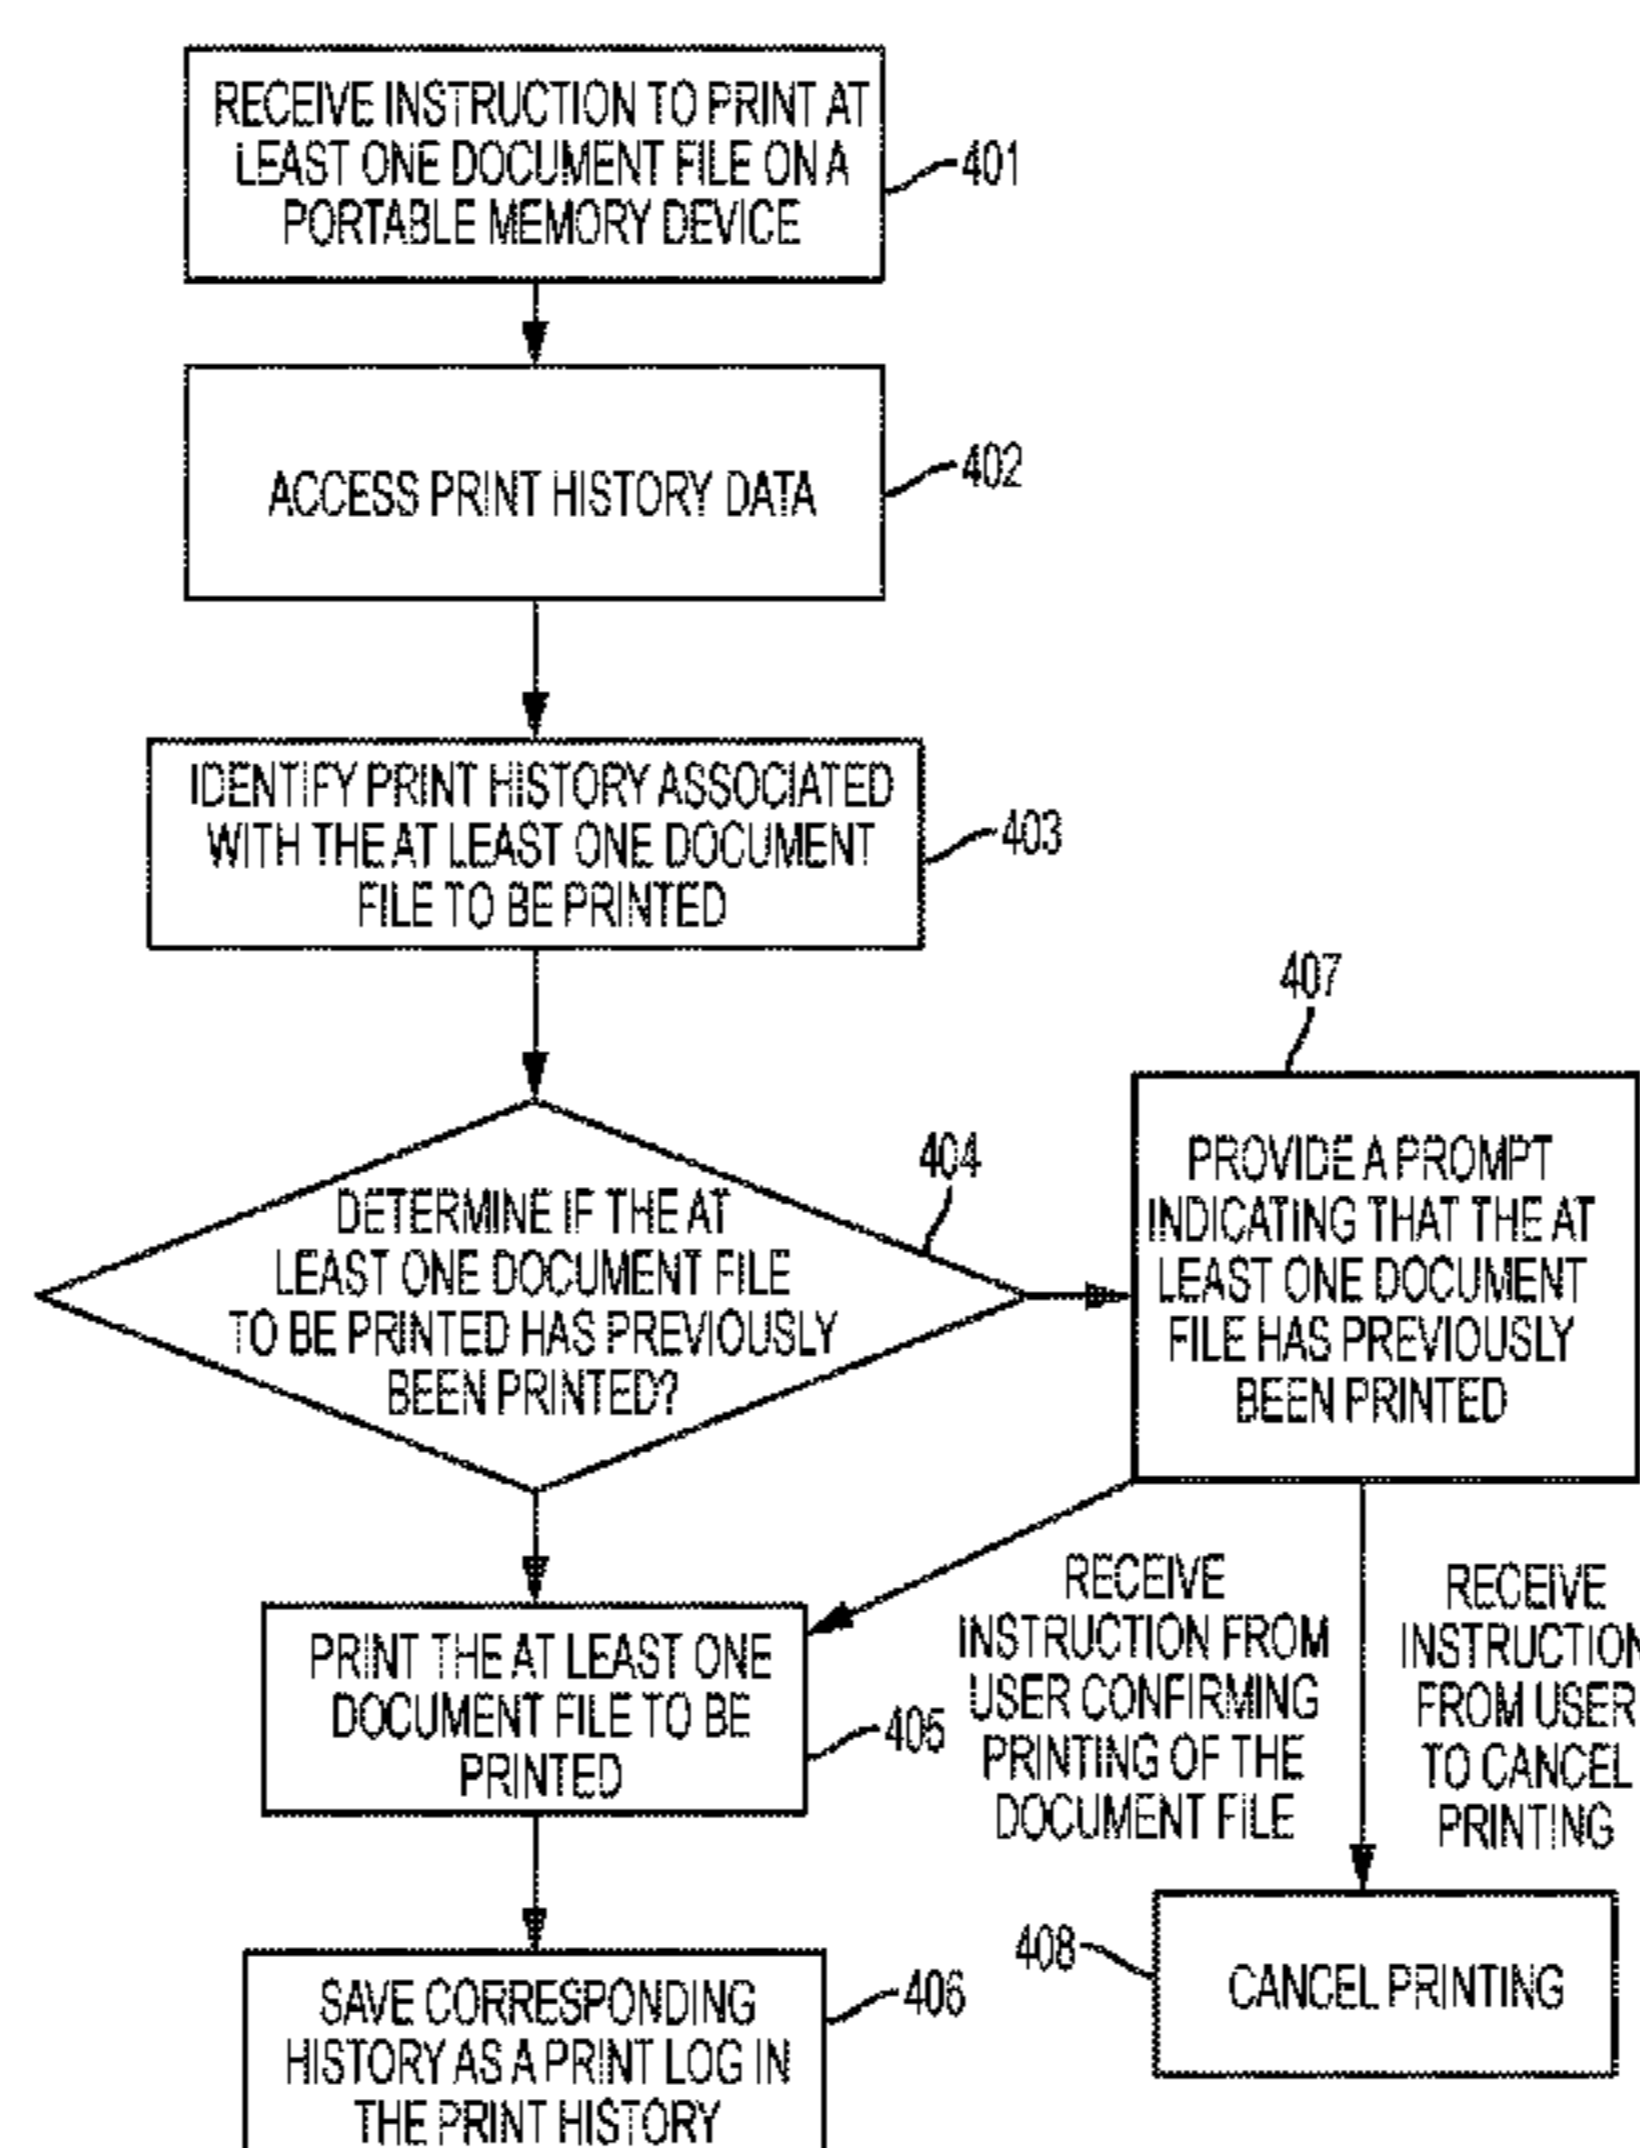 RECEIVE INSTRUCTION TO PRINT AT
LEAST ONE DOCUMENT FILE ON A
PORTABLE MEMORY DEVICE
401
ACCESS PRINT HISTORY DATA
402
IDENTIFY PRINT HISTORY ASSOCIATED
WITH THE AT LEAST ONE DOCUMENT
FILE TO BE PRINTED
403
DETERMINE IF THE AT
LEAST ONE DOCUMENT FILE
TO BE PRINTED HAS PREVIOUSLY
BEEN PRINTED?
404
407
PROVIDE A PROMPT
INDICATING THAT THE AT
LEAST ONE DOCUMENT
FILE HAS PREVIOUSLY
BEEN PRINTED
RECEIVE
INSTRUCTION FROM
USER CONFIRMING
PRINTING OF THE
DOCUMENT FILE
RECEIVE
INSTRUCTION
FROM USER
TO CANCEL
PRINTING
PRINT THE AT LEAST ONE
DOCUMENT FILE TO BE
PRINTED
405
SAVE CORRESPONDING
HISTORY AS A PRINT LOG IN
THE PRINT HISTORY
406
408
CANCEL PRINTING